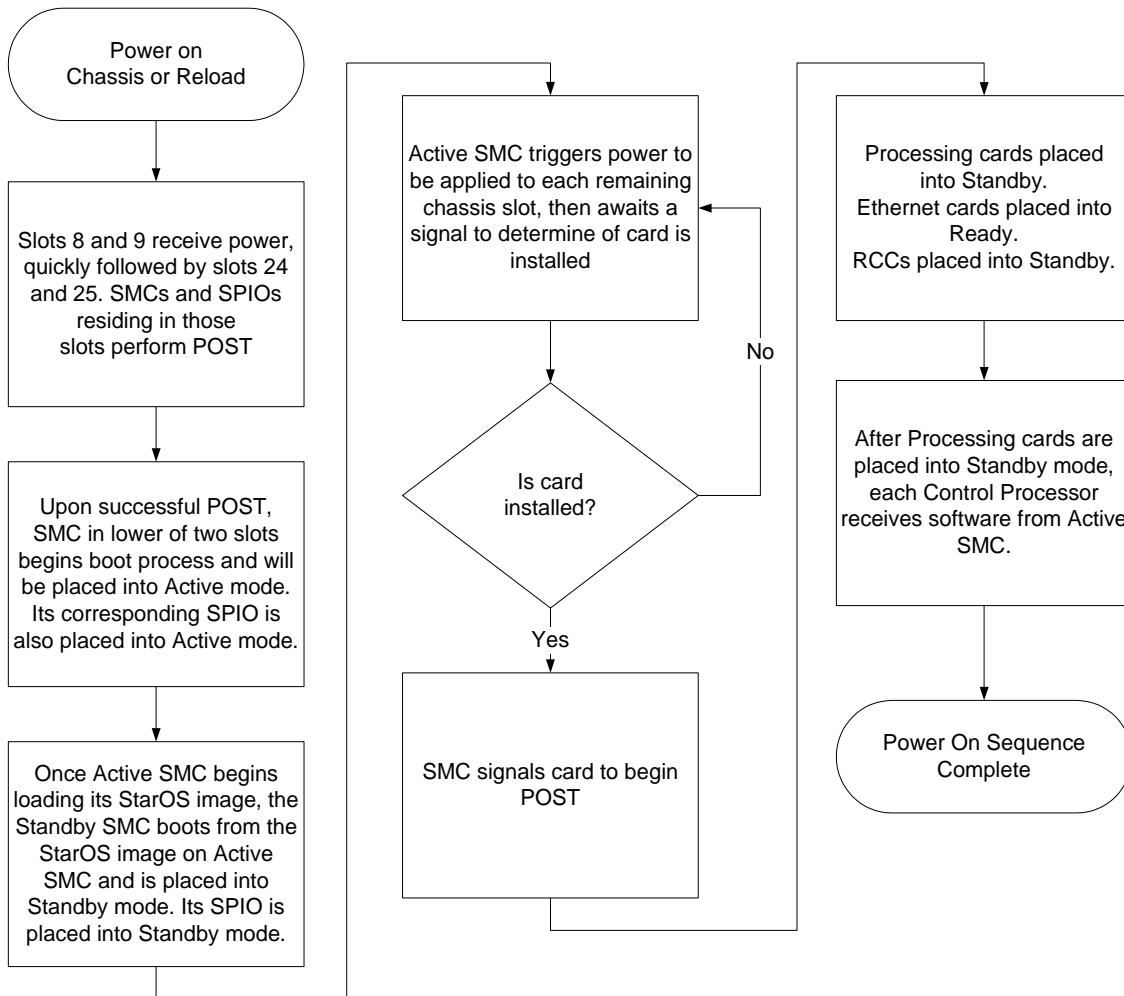 Power on
Chassis or Reload
Slots 8 and 9 receive power,
quickly followed by slots 24
and 25. SMCs and SPIOs
residing in those
slots perform POST
Upon successful POST,
SMC in lower of two slots
begins boot process and will
be placed into Active mode.
Its corresponding SPIO is
also placed into Active mode.
Once Active SMC begins
loading its StarOS image, the
Standby SMC boots from the
StarOS image on Active
SMC and is placed into
Standby mode. Its SPIO is
placed into Standby mode.
Active SMC triggers power to
be applied to each remaining
chassis slot, then awaits a
signal to determine of card is
installed
No
Is card
installed?
Yes
SMC signals card to begin
POST
Processing cards placed
into Standby.
Ethernet cards placed into
Ready.
RCCs placed into Standby.
After Processing cards are
placed into Standby mode,
each Control Processor
receives software from Active
SMC.
Power On Sequence
Complete